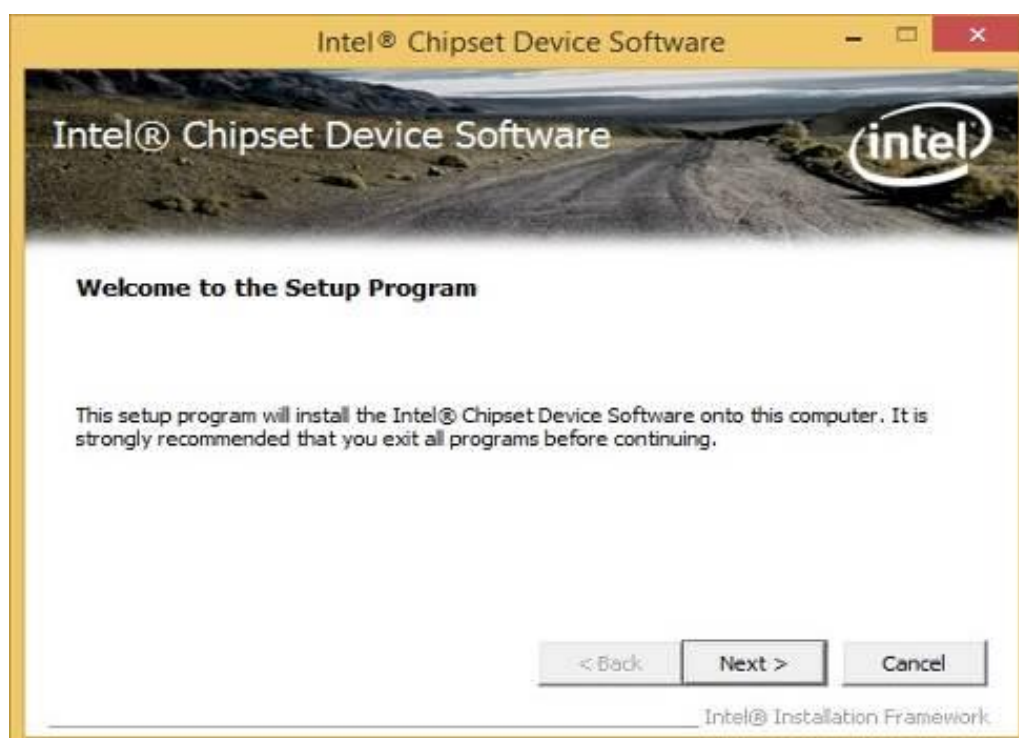 Intel® Chipset Device Software
Intel® Chipset Device Software
intel
Welcome to the Setup Program
This setup program will install the Intel® Chipset Device Software onto this computer. It is
strongly recommended that you exit all programs before continuing.
< Back Next > Cancel
Intel® Installation Framework